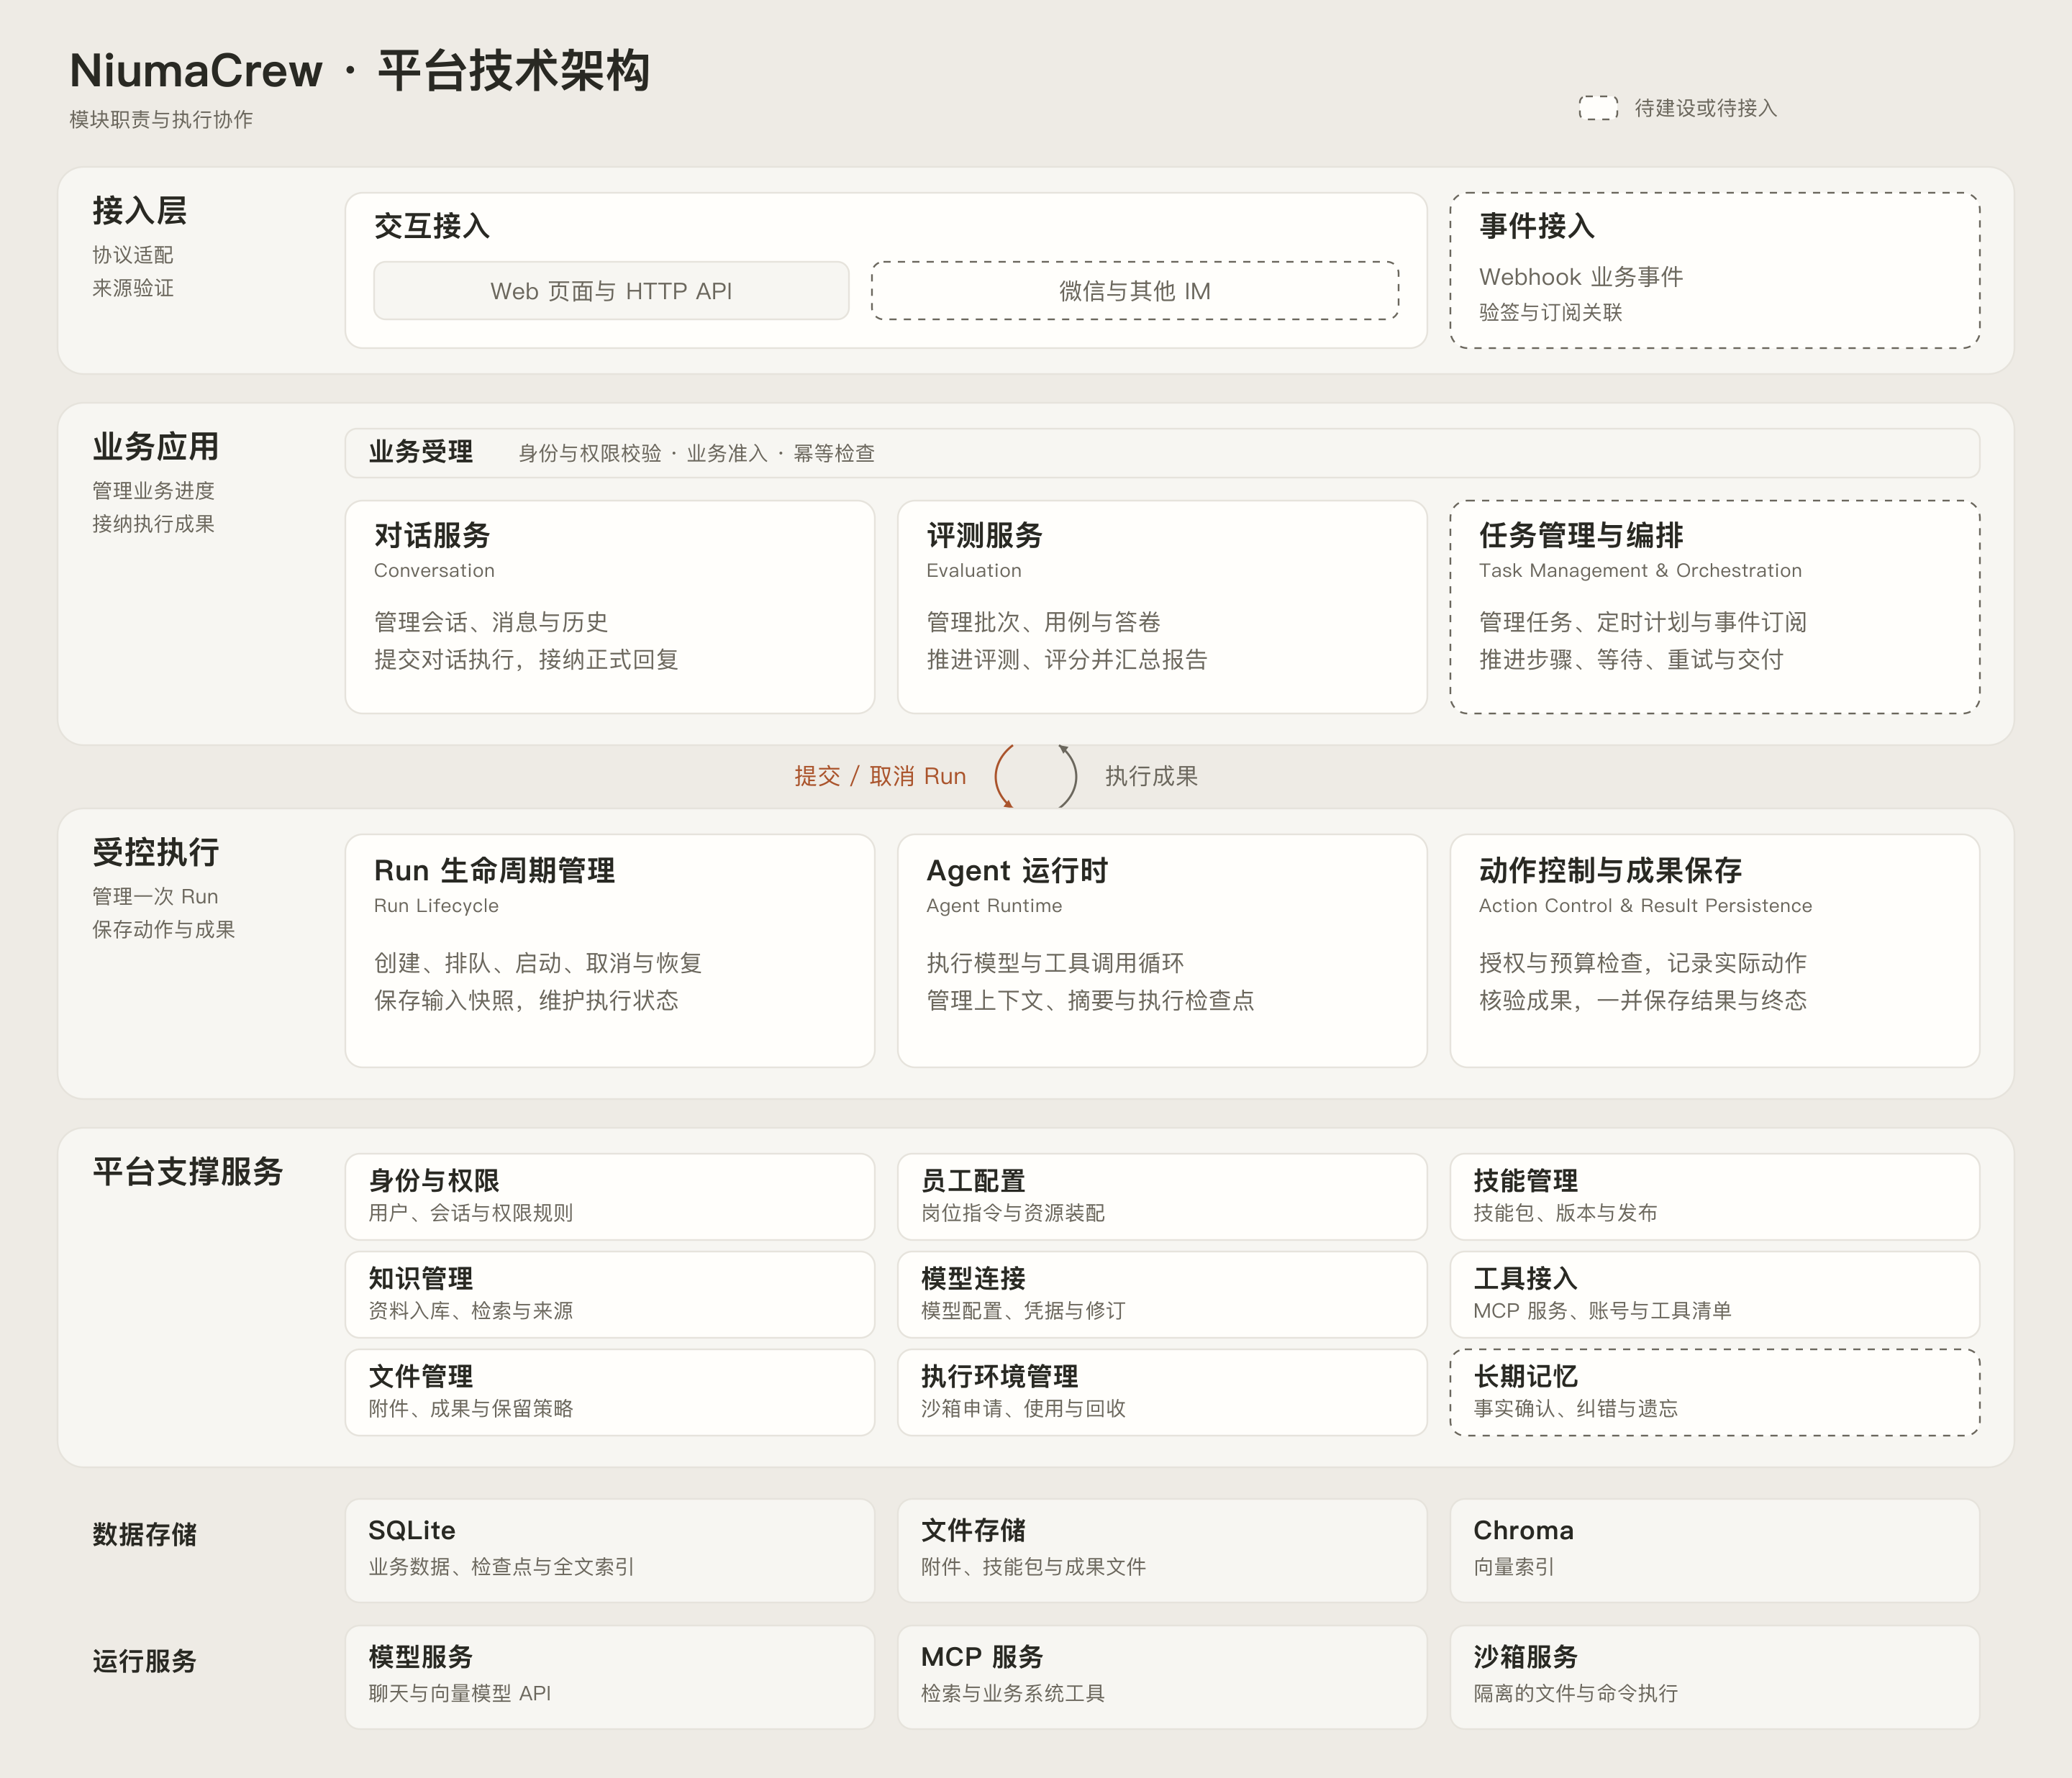 NiumaCrew · 平台技术架构
模块职责与执行协作
待建设或待接入
接入层
协议适配
来源验证
交互接入
Web 页面与 HTTP API
微信与其他 IM
事件接入
Webhook 业务事件
验签与订阅关联
业务应用
管理业务进度
接纳执行成果
业务受理 身份与权限校验 · 业务准入 · 幂等检查
对话服务
Conversation
管理会话、消息与历史
提交对话执行，接纳正式回复
评测服务
Evaluation
管理批次、用例与答卷
推进评测、评分并汇总报告
任务管理与编排
Task Management & Orchestration
管理任务、定时计划与事件订阅
推进步骤、等待、重试与交付
提交 / 取消 Run
执行成果
受控执行
管理一次 Run
保存动作与成果
Run 生命周期管理
Run Lifecycle
创建、排队、启动、取消与恢复
保存输入快照，维护执行状态
Agent 运行时
Agent Runtime
执行模型与工具调用循环
管理上下文、摘要与执行检查点
动作控制与成果保存
Action Control & Result Persistence
授权与预算检查，记录实际动作
核验成果，一并保存结果与终态
平台支撑服务
身份与权限
用户、会话与权限规则
员工配置
岗位指令与资源装配
技能管理
技能包、版本与发布
知识管理
资料入库、检索与来源
模型连接
模型配置、凭据与修订
工具接入
MCP 服务、账号与工具清单
文件管理
附件、成果与保留策略
执行环境管理
沙箱申请、使用与回收
长期记忆
事实确认、纠错与遗忘
数据存储
SQLite
业务数据、检查点与全文索引
文件存储
附件、技能包与成果文件
Chroma
向量索引
运行服务
模型服务
聊天与向量模型 API
MCP 服务
检索与业务系统工具
沙箱服务
隔离的文件与命令执行